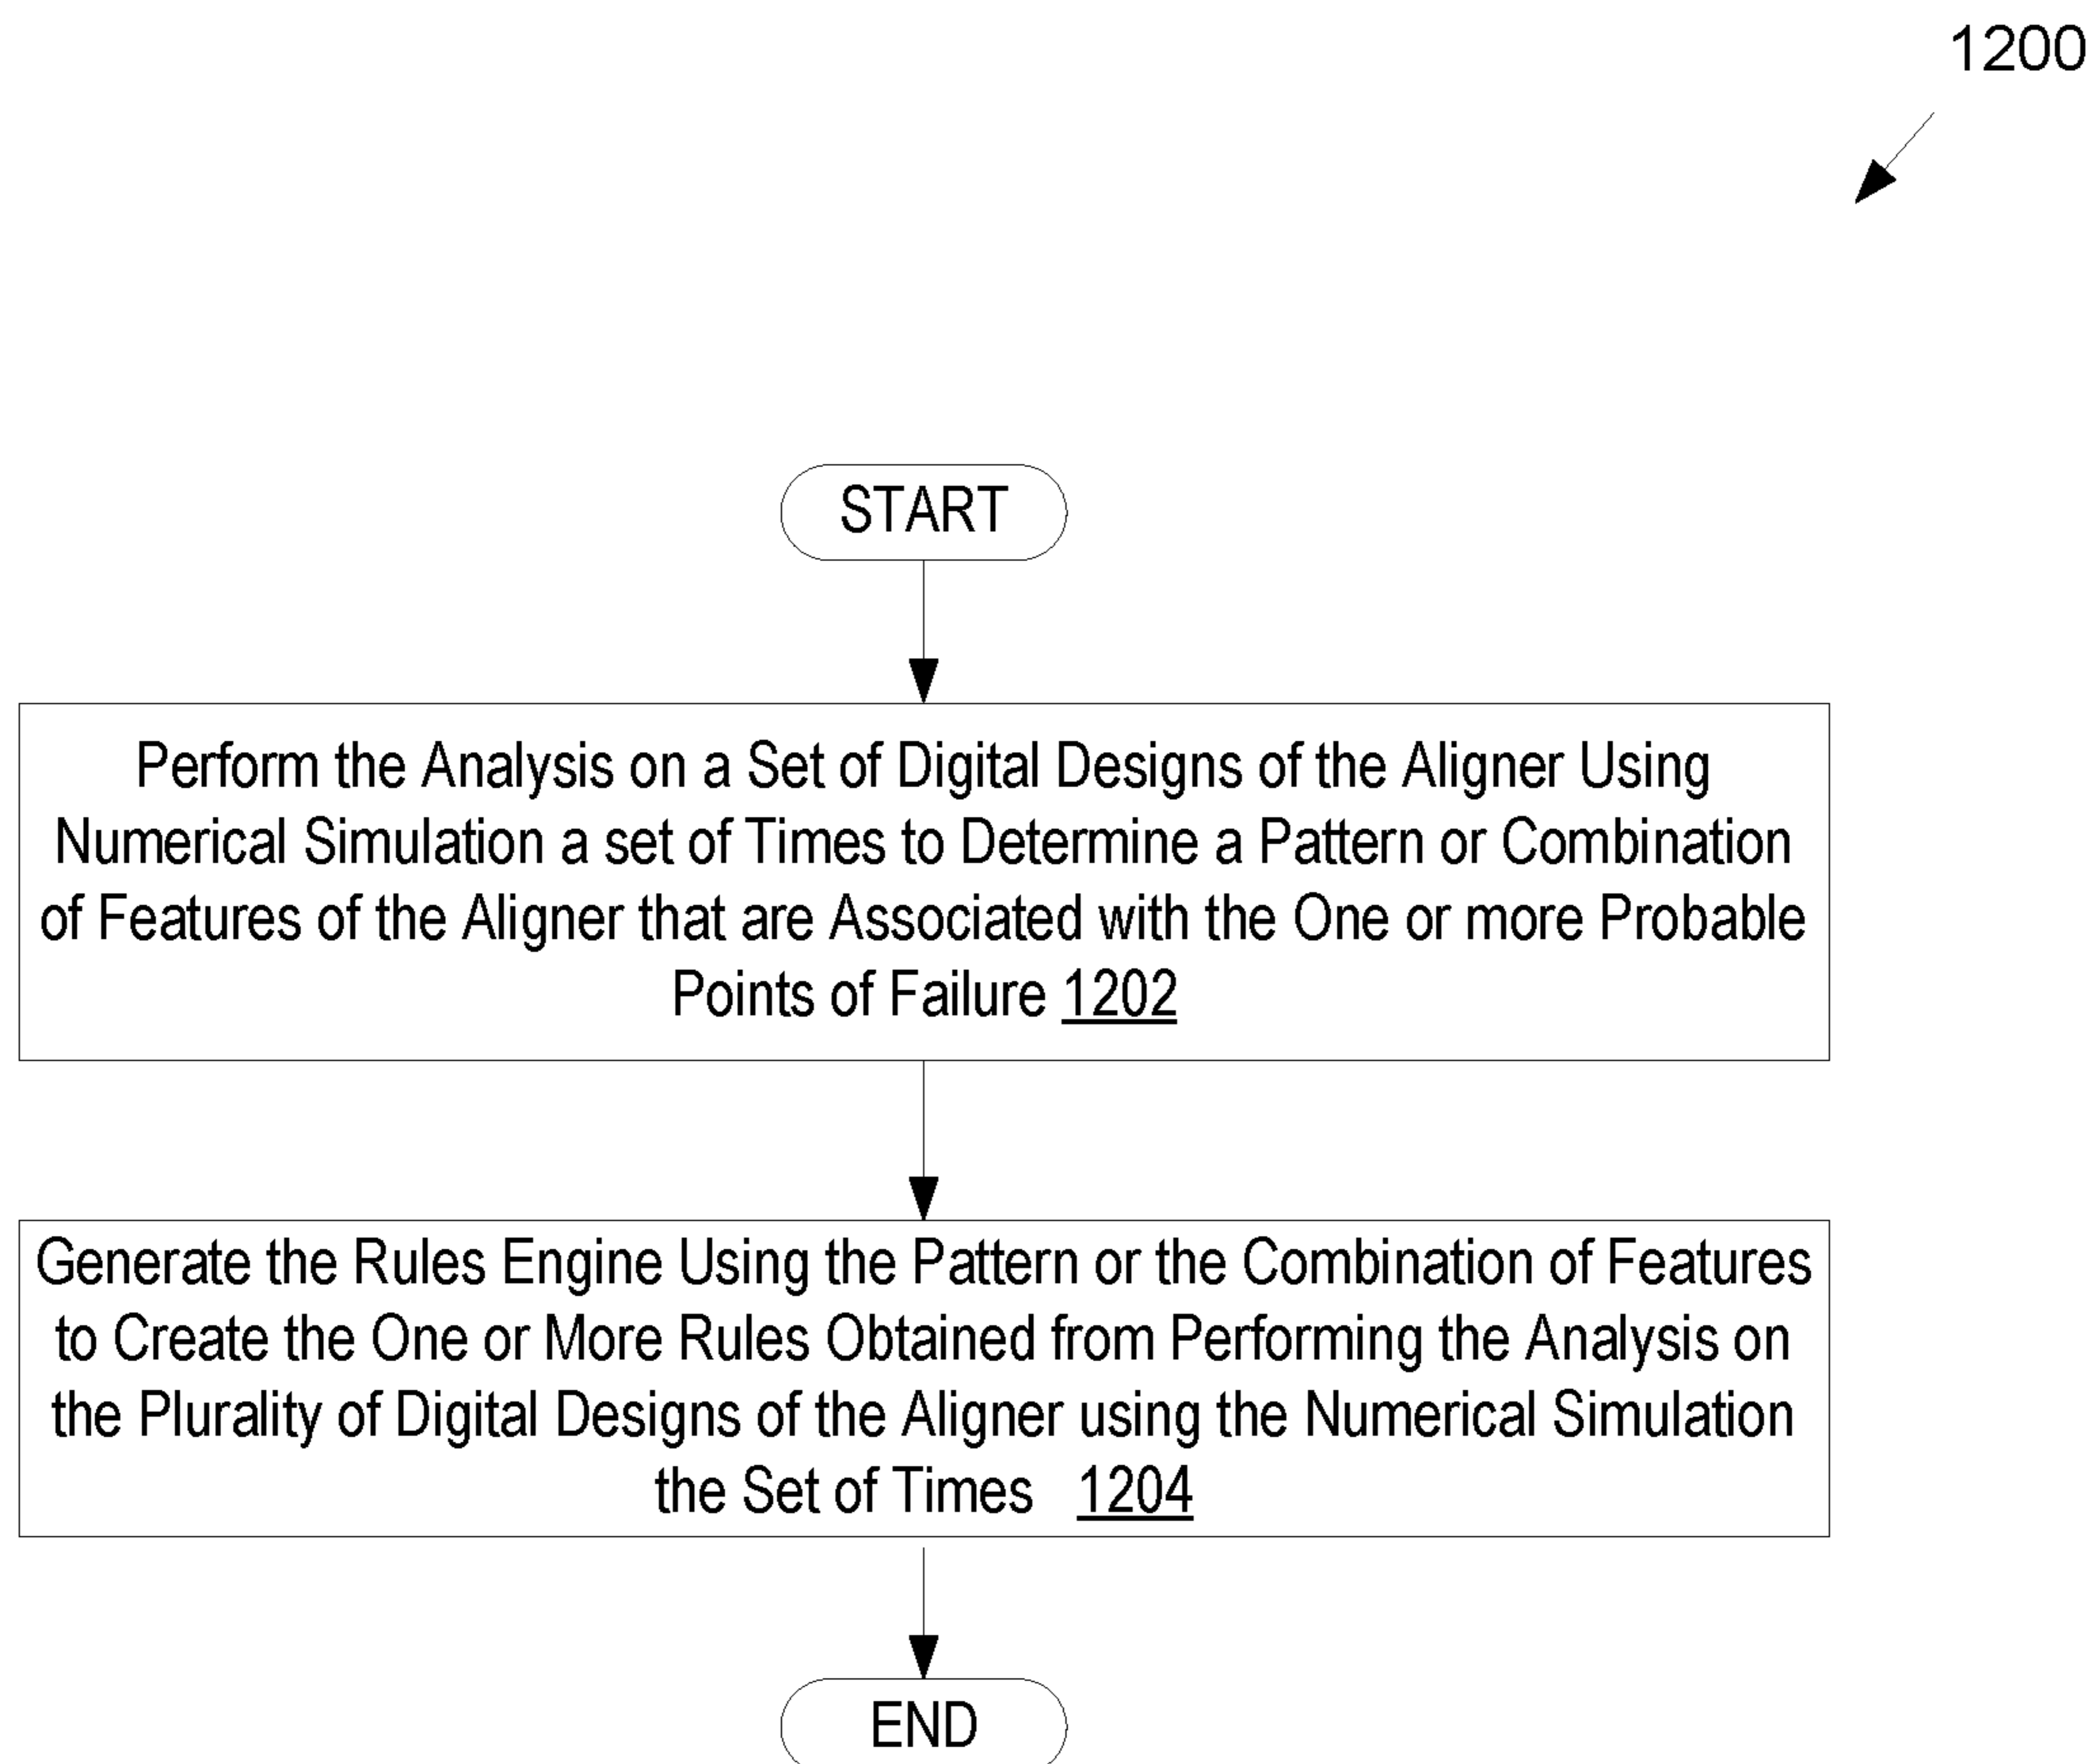 1200
START
Perform the Analysis on a Set of Digital Designs of the Aligner Using
Numerical Simulation a set of Times to Determine a Pattern or Combination
of Features of the Aligner that are Associated with the One or more Probable
Points of Failure 1202
Generate the Rules Engine Using the Pattern or the Combination of Features
to Create the One or More Rules Obtained from Performing the Analysis on
the Plurality of Digital Designs of the Aligner using the Numerical Simulation
the Set of Times 1204
END